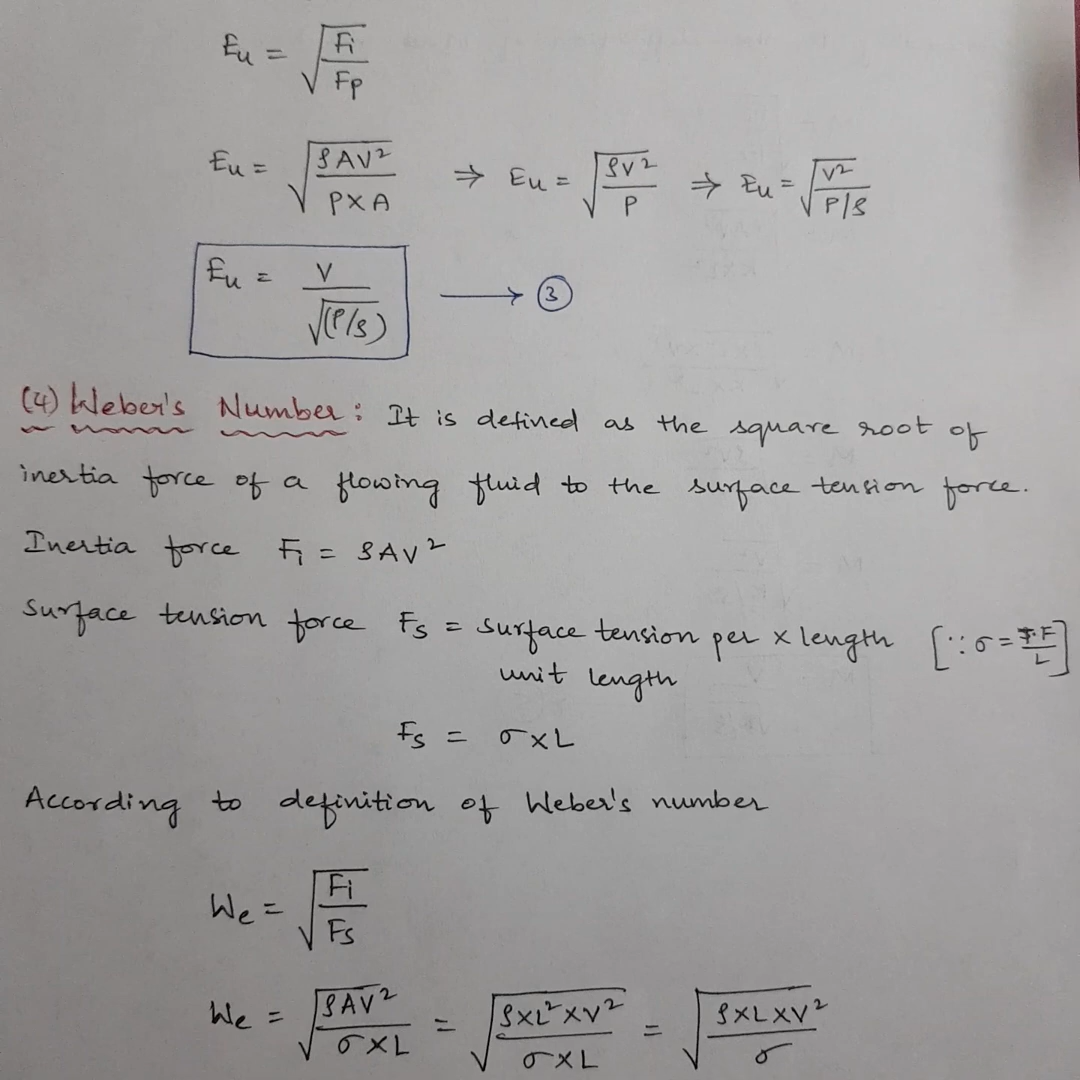 Eu = √(Fi/Fp)
Eu = √(ρAV²/(P×A)) ⇒ Eu = √(ρV²/P) ⇒ Eu = √(V²/(P/ρ))
Eu = V/√(P/ρ) ⟶ ③
(4) Weber's Number: It is defined as the square root of
inertia force of a flowing fluid to the surface tension force.
Inertia force Fi = ρAV²
Surface tension force Fs = surface tension per × length [∵ σ = F/L]
unit length
Fs = σ×L
According to definition of Weber's number
We = √(Fi/Fs)
We = √(ρAV²/(σ×L)) = √(ρ×L²×V²/(σ×L)) = √(ρ×L×V²/σ)